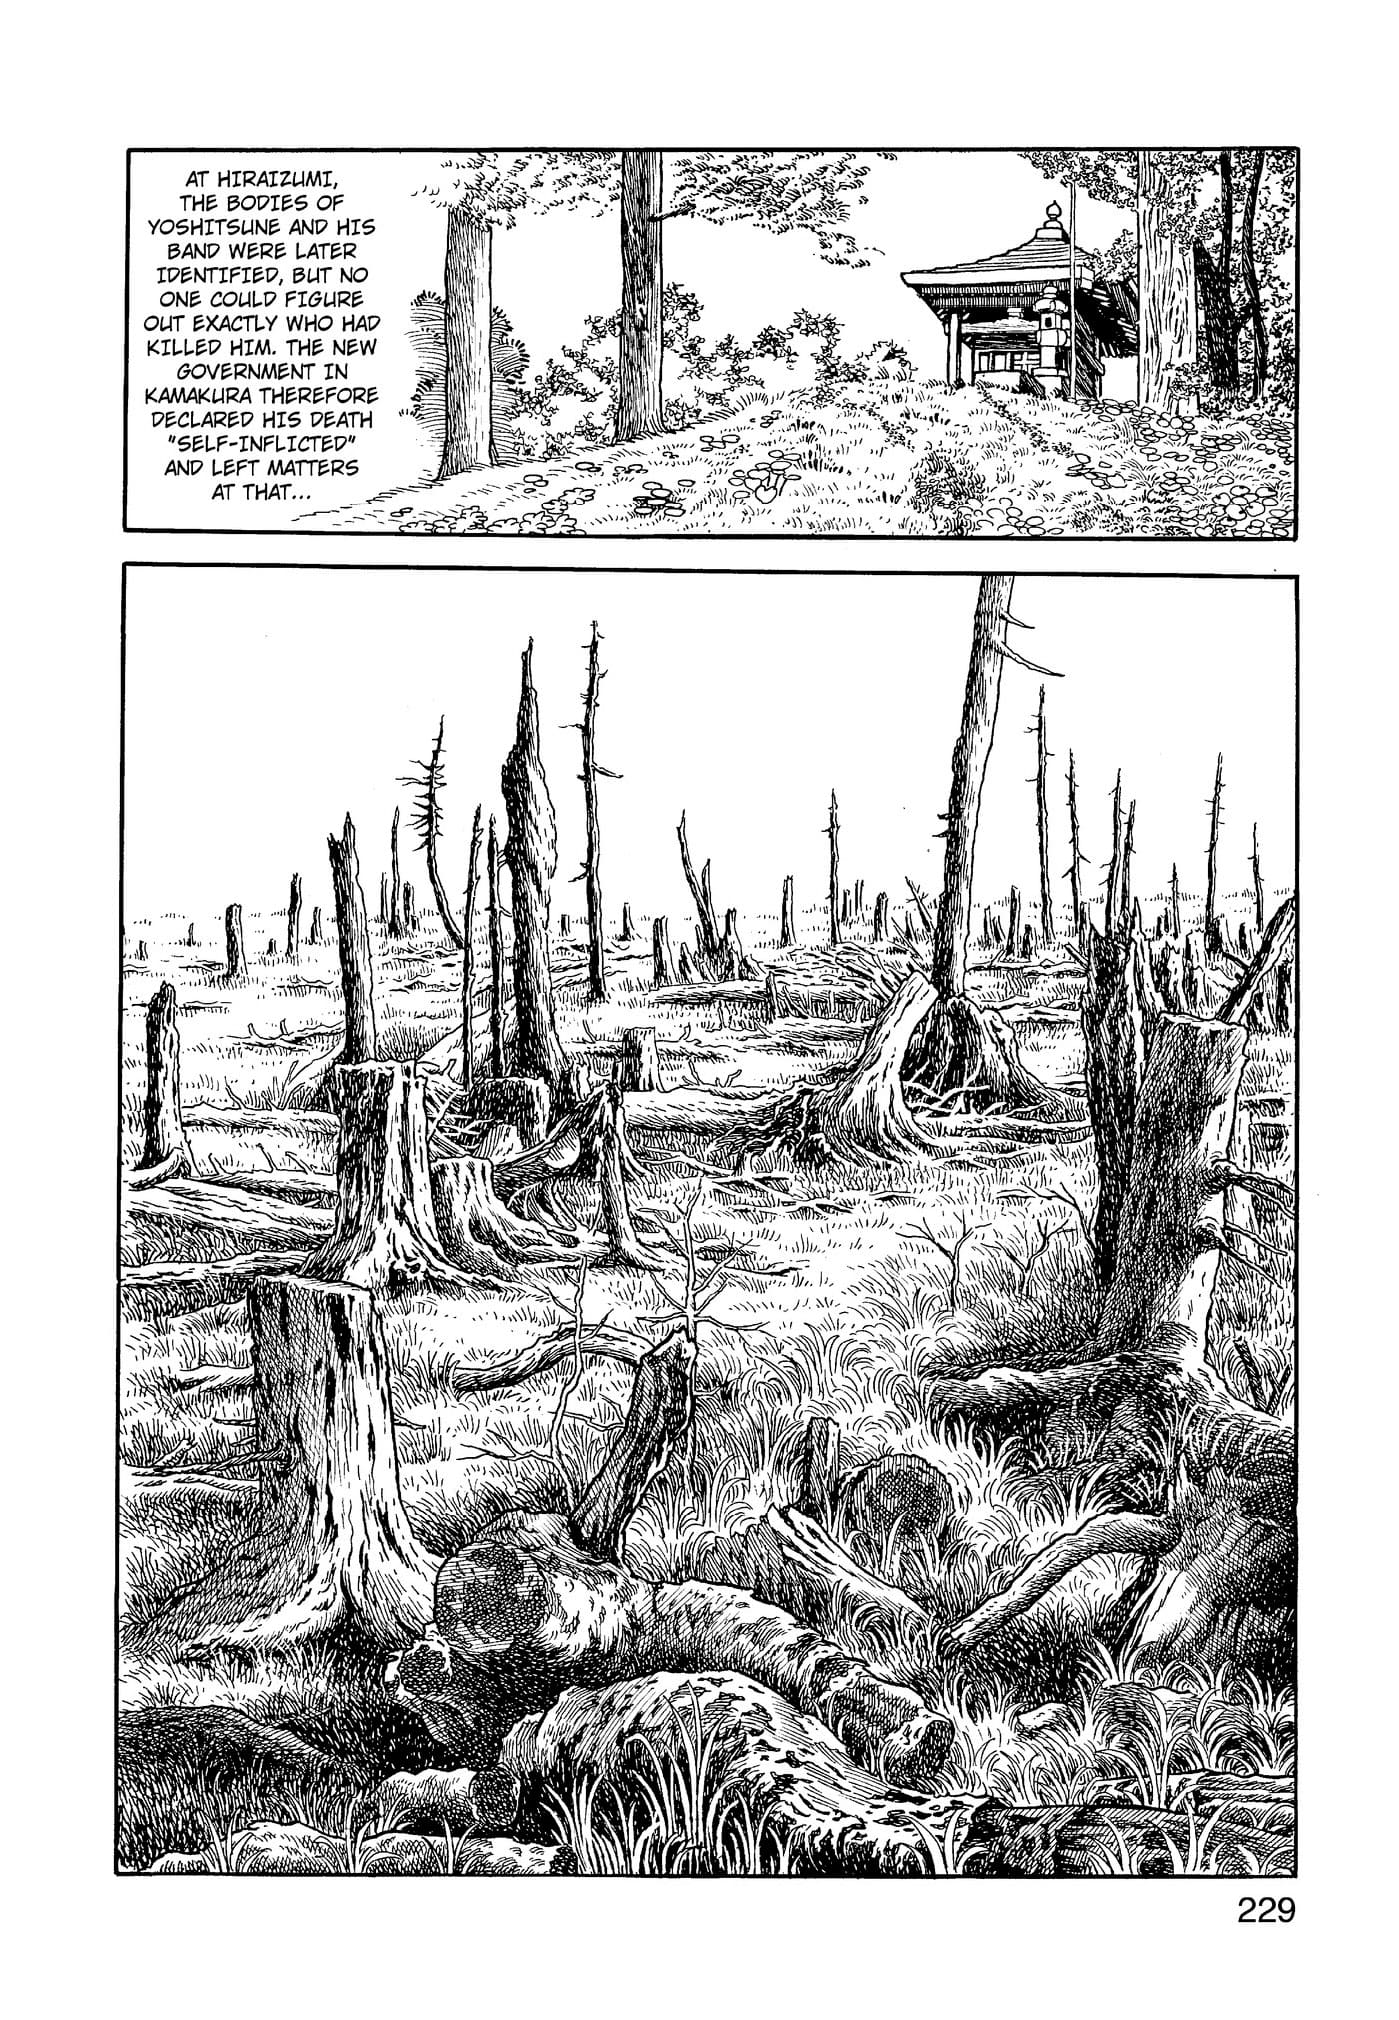 AT HIRAIZUMI,
THE BODIES OF
YOSHITSUNE AND HIS
BAND WERE LATER
IDENTIFIED, BUT NO
ONE COULD FIGURE
OUT EXACTLY WHO HAD
KILLED HIM. THE NEW
GOVERNMENT IN
KAMAKURA THEREFORE
DECLARED HIS DEATH
"SELF-INFLICTED"
AND LEFT MATTERS
AT THAT...
229